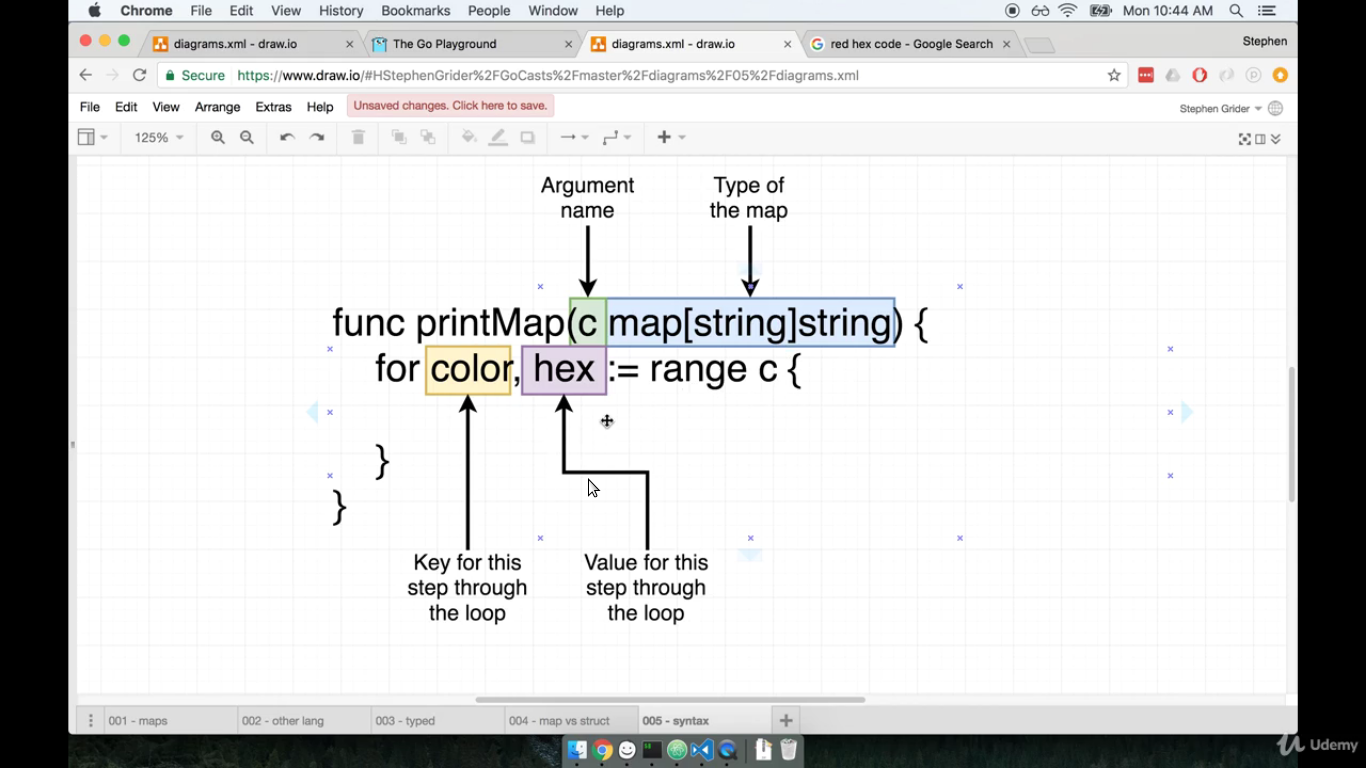 Chrome File Edit View History Bookmarks People Window Help Mon 10:44 AM
diagrams.xml - draw.io The Go Playground diagrams.xml - draw.io red hex code - Google Search Stephen
Secure https://www.draw.io/#HStephenGrider%2FGoCasts%2Fmaster%2Fdiagrams%2F05%2Fdiagrams.xml
File Edit View Arrange Extras Help Unsaved changes. Click here to save. Stephen Grider
125%
Argument
name
Type of
the map
func printMap(c map[string]string) {
for color, hex := range c {
}
}
Key for this
step through
the loop
Value for this
step through
the loop
001 - maps 002 - other lang 003 - typed 004 - map vs struct 005 - syntax
Udemy